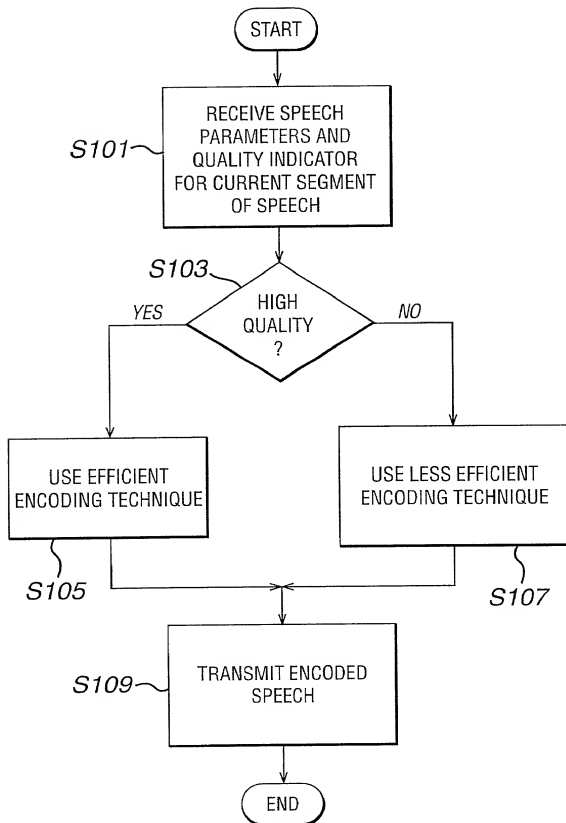 START
S101
RECEIVE SPEECH
PARAMETERS AND
QUALITY INDICATOR
FOR CURRENT SEGMENT
OF SPEECH
S103
HIGH
QUALITY
?
YES
NO
USE EFFICIENT
ENCODING TECHNIQUE
S105
USE LESS EFFICIENT
ENCODING TECHNIQUE
S107
S109
TRANSMIT ENCODED
SPEECH
END